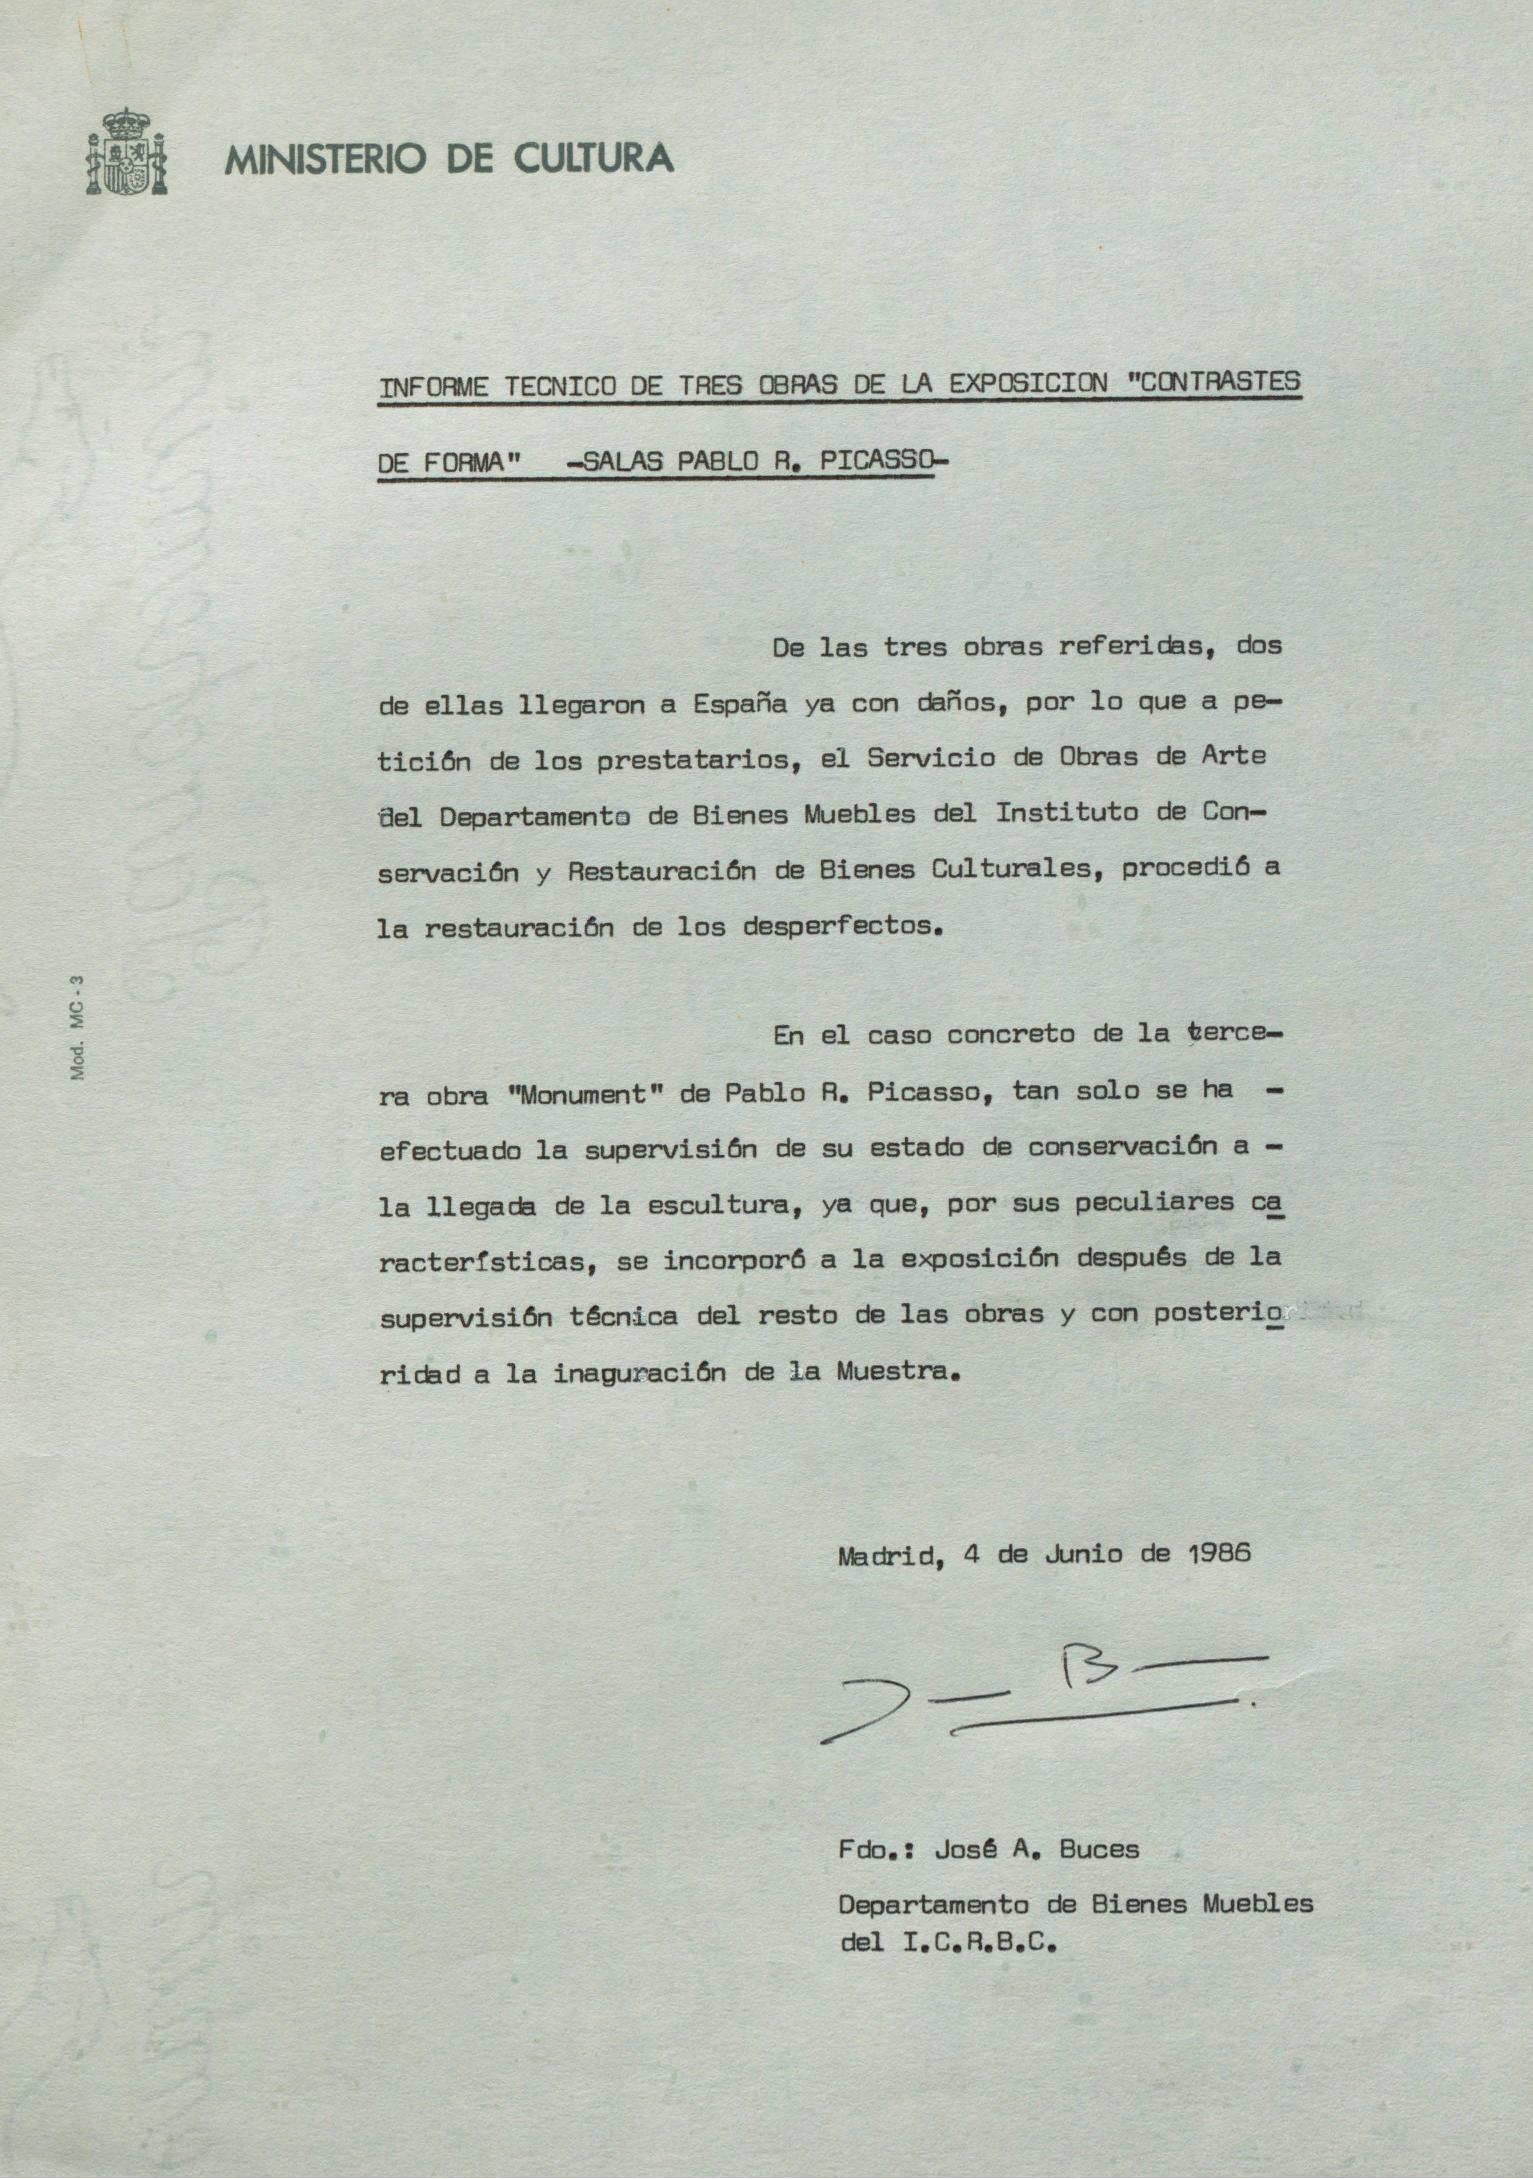 MINISTERIO DE CULTURA
INFORME TECNICO DE TRES OBRAS DE LA EXPOSICION "CONTRASTES
DE FORMA" -SALAS PABLO R. PICASSO-
De las tres obras referidas, dos
de ellas llegaron a España ya con daños, por lo que a pe-
tición de los prestatarios, el Servicio de Obras de Arte
del Departamento de Bienes Muebles del Instituto de Con-
servación y Restauración de Bienes Culturales, procedió a
la restauración de los desperfectos.
Mod. MC - 3
En el caso concreto de la terce-
ra obra "Monument" de Pablo R. Picasso, tan solo se ha -
efectuado la supervisión de su estado de conservación a -
la llegada de la escultura, ya que, por sus peculiares ca
racterísticas, se incorporó a la exposición después de la
supervisión técnica del resto de las obras y con posterio
ridad a la inaguración de la Muestra.
Madrid, 4 de Junio de 1986
Fdo.: José A. Buces
Departamento de Bienes Muebles
del I.C.R.B.C.